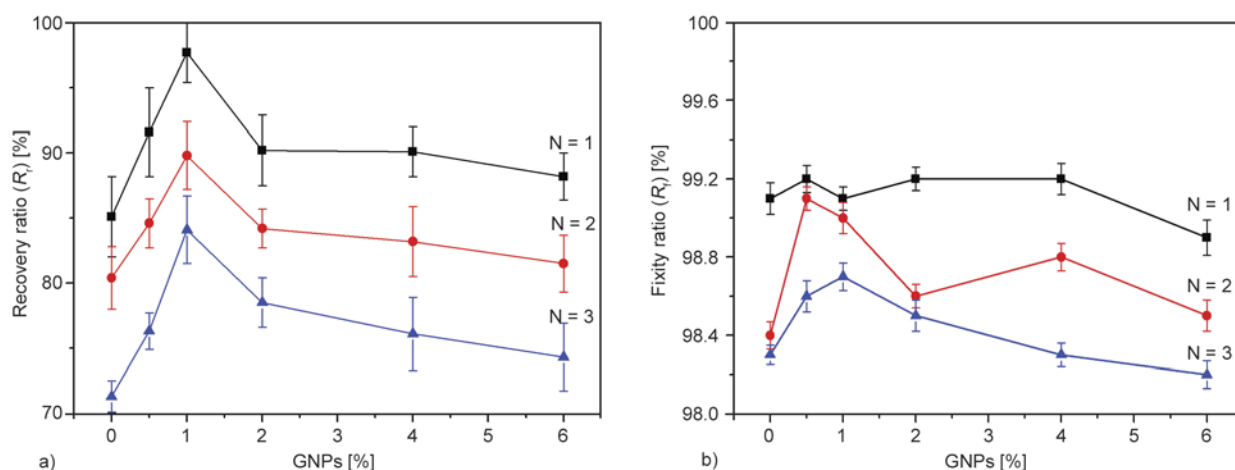 100
90
80
70
Recovery ratio (Rr) [%]
N = 1
N = 2
N = 3
0 1 2 3 4 5 6
GNPs [%]
a)
100
99.6
99.2
98.8
98.4
98.0
Fixity ratio (Rf) [%]
N = 1
N = 2
N = 3
0 1 2 3 4 5 6
GNPs [%]
b)